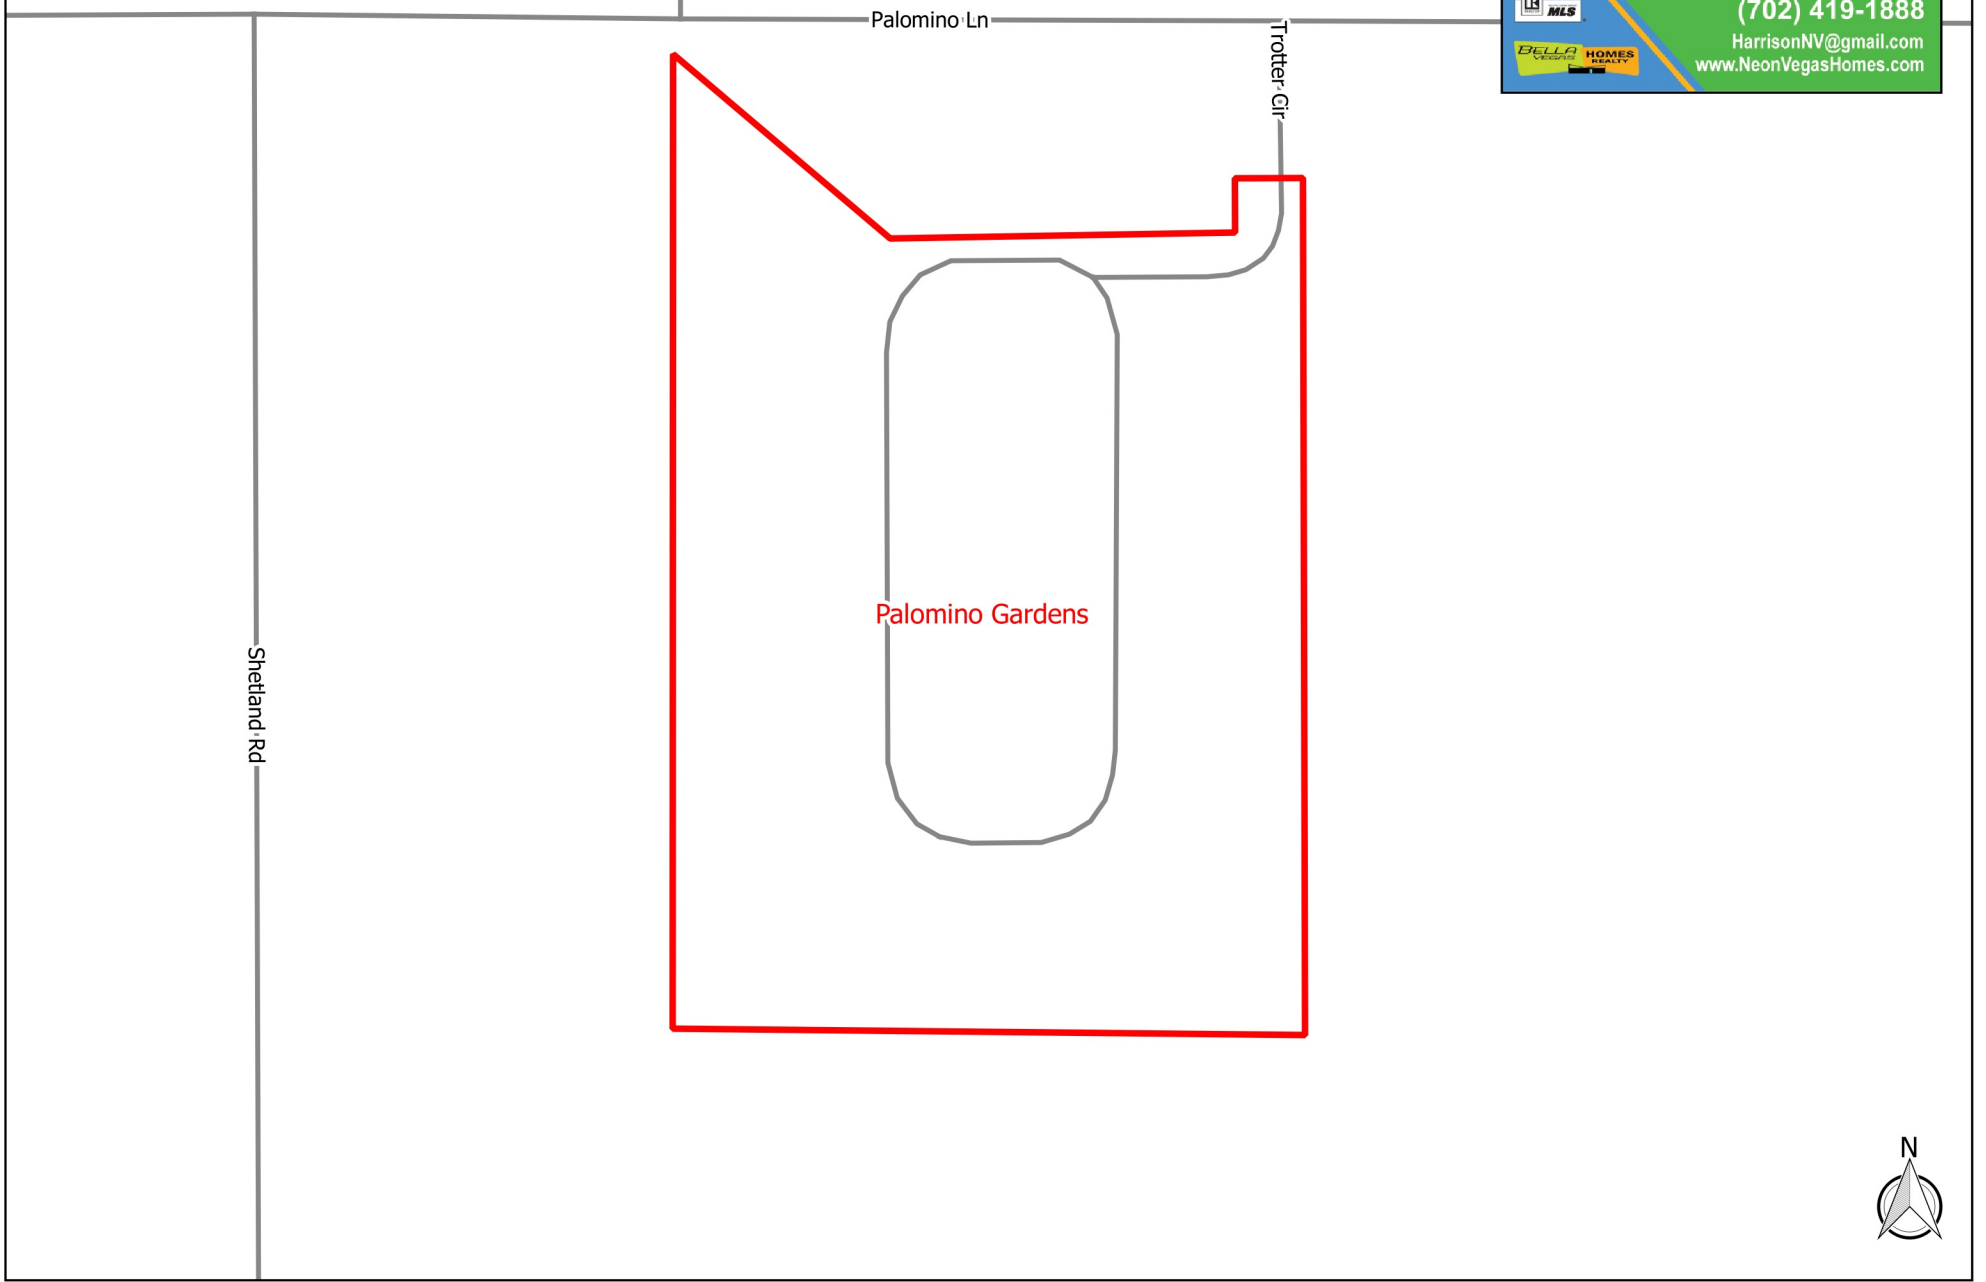 Palomino Ln
Trotter Cir
MLS
(702) 419-1888
HarrisonNV@gmail.com
www.NeonVegasHomes.com
BELLA
VEGAS
HOMES
REALTY
Palomino Gardens
Shetland Rd
N